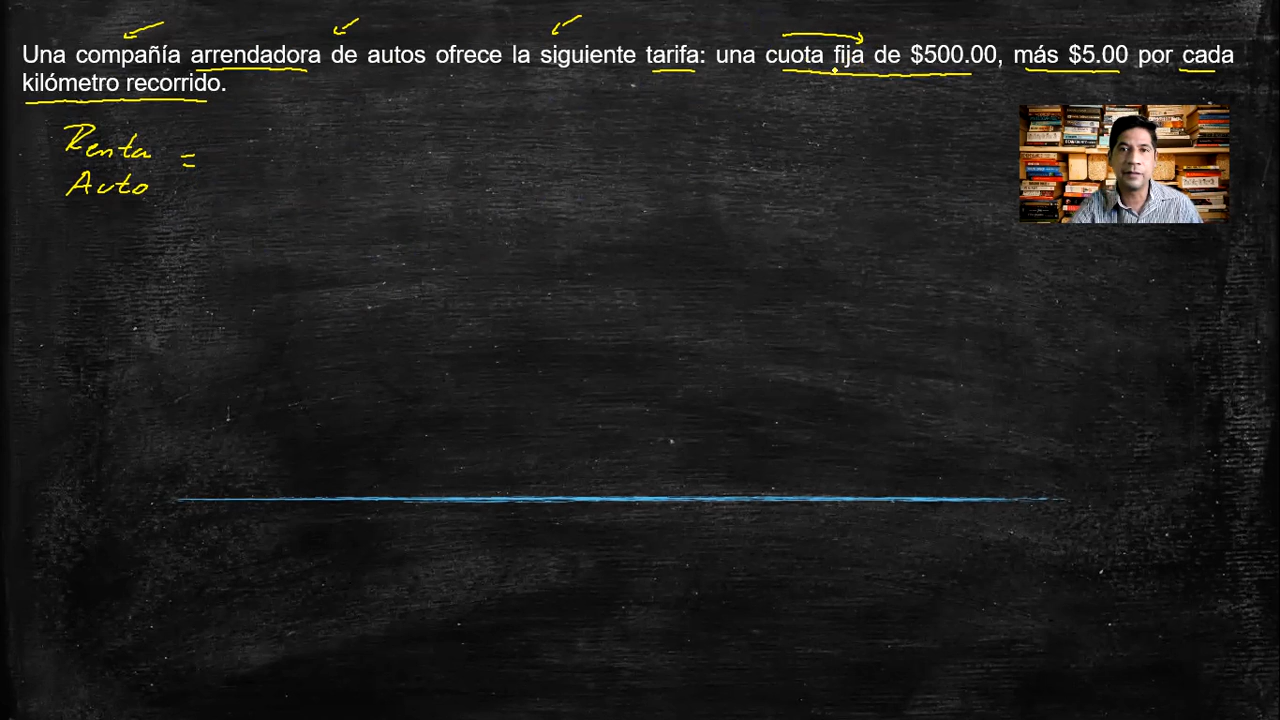 Una compañía arrendadora de autos ofrece la siguiente tarifa: una cuota fija de $500.00, más $5.00 por cada
kilómetro recorrido.
Renta =
Auto